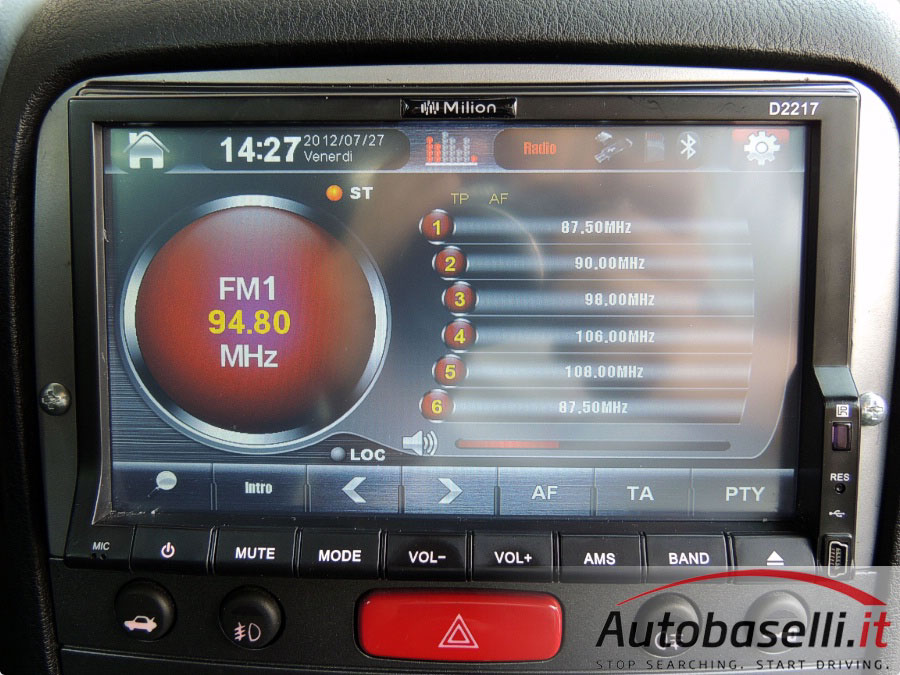 Milion
D2217
14:27 2012/07/27
Venerdi
Radio
ST
TP AF
1 87.50MHz
2 90.00MHz
3 98.00MHz
4 106.00MHz
5 108.00MHz
6 87.50MHz
FM1
94.80
MHz
LOC
Intro
AF
TA
PTY
IR
RES
MIC
MUTE
MODE
VOL-
VOL+
AMS
BAND
Autobaselli.it
STOP SEARCHING. START DRIVING.